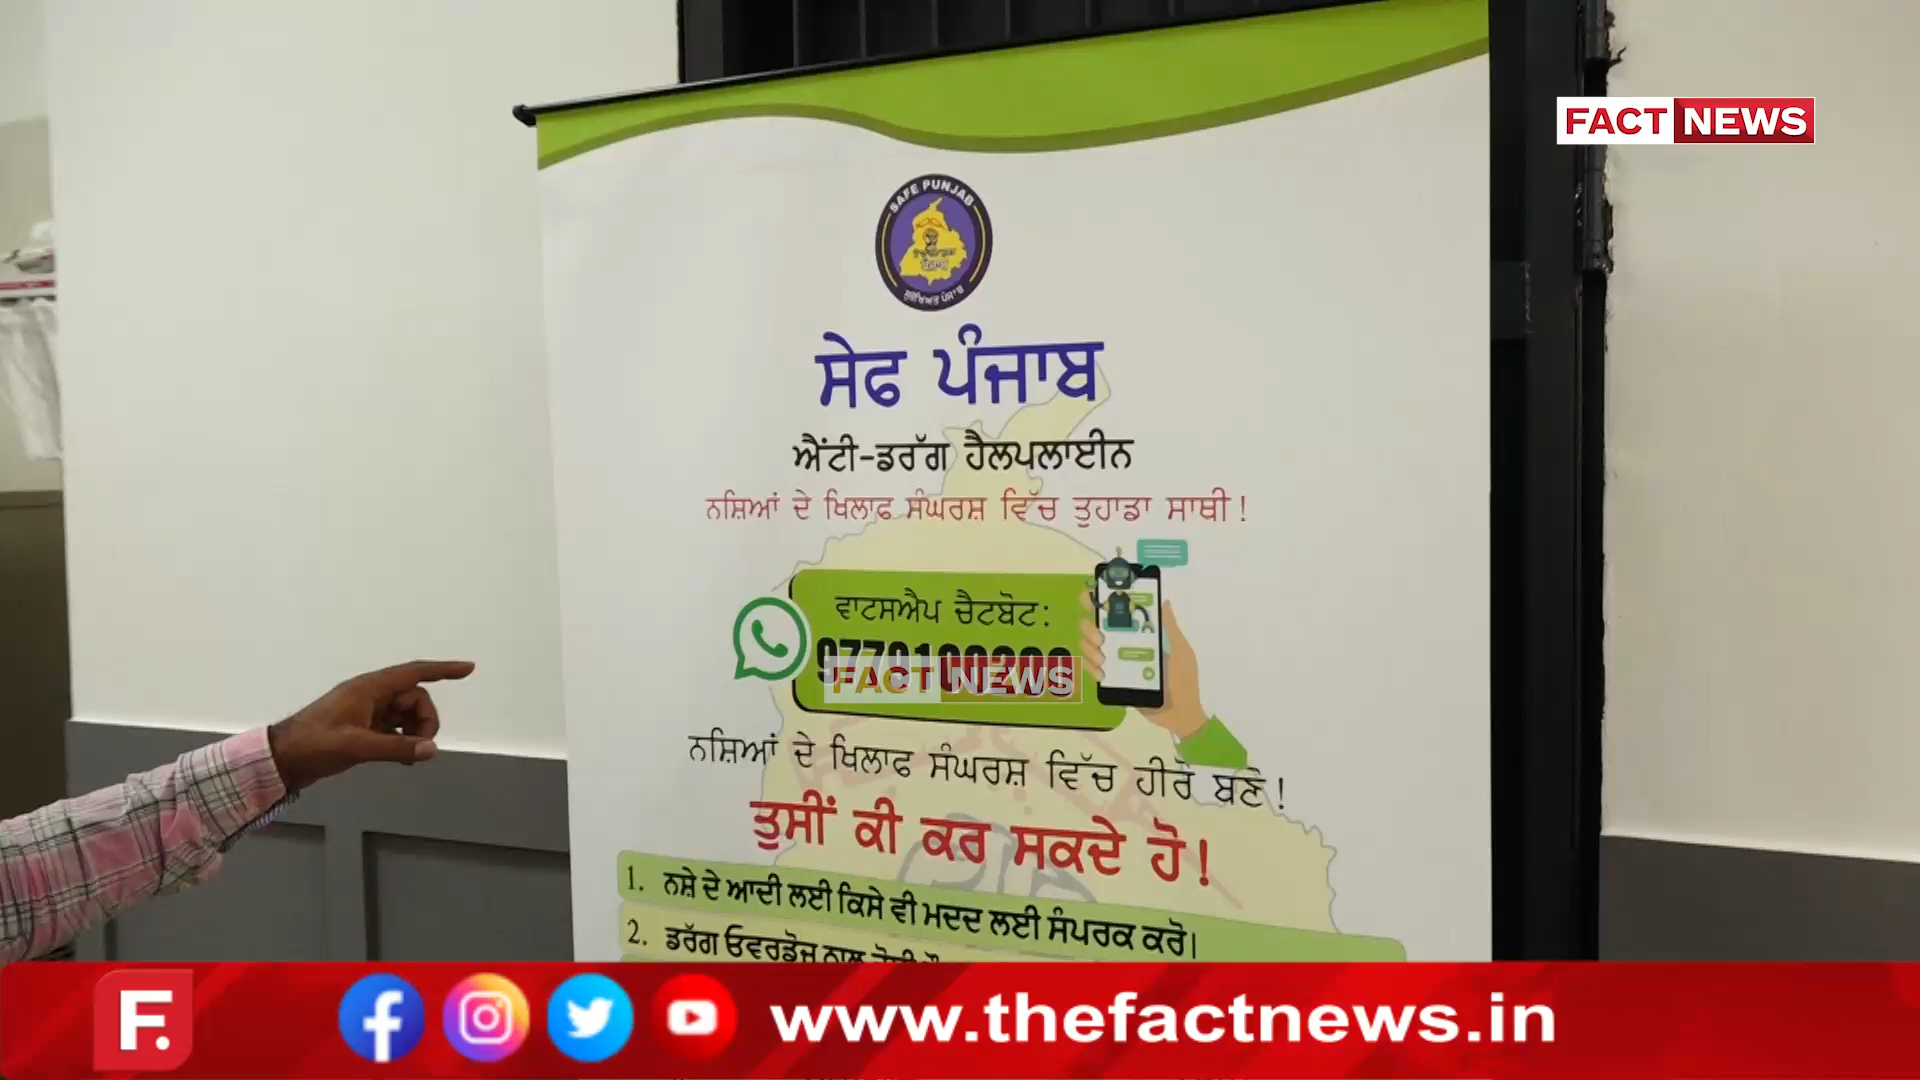 FACT NEWS
SAFE PUNJAB
ਸੇਫ ਪੰਜਾਬ
ਐਂਟੀ-ਡਰੱਗ ਹੈਲਪਲਾਈਨ
ਨਸ਼ਿਆਂ ਦੇ ਖਿਲਾਫ ਸੰਘਰਸ਼ ਵਿੱਚ ਤੁਹਾਡਾ ਸਾਥੀ!
ਵਾਟਸਐਪ ਚੈਟਬੋਟ:
FACT NEWS
ਨਸ਼ਿਆਂ ਦੇ ਖਿਲਾਫ ਸੰਘਰਸ਼ ਵਿੱਚ ਹੀਰੋ ਬਣੋ!
ਤੁਸੀਂ ਕੀ ਕਰ ਸਕਦੇ ਹੋ!
1. ਨਸ਼ੇ ਦੇ ਆਦੀ ਲਈ ਕਿਸੇ ਵੀ ਮਦਦ ਲਈ ਸੰਪਰਕ ਕਰੋ।
2. ਡਰੱਗ ਓਵਰਡੋਜ਼ ਨਾਲ
F.
www.thefactnews.in